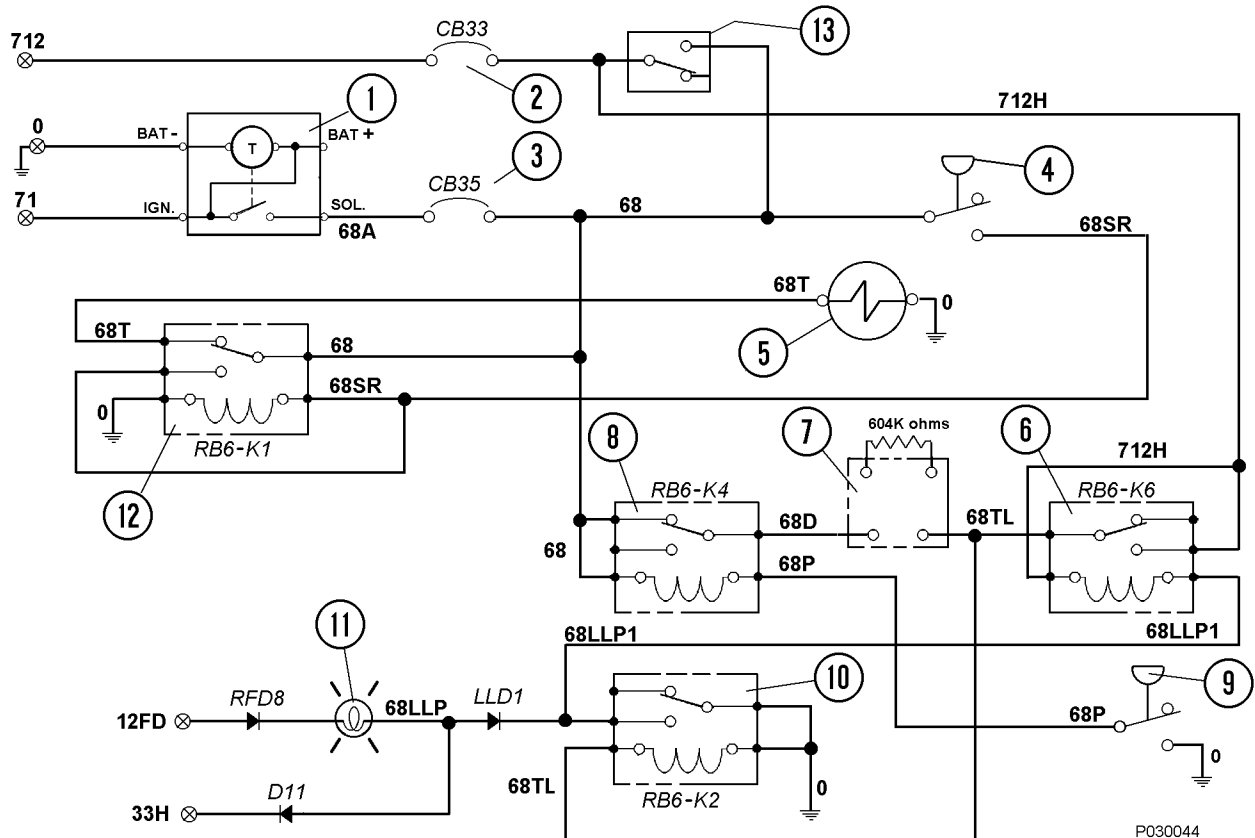 712
CB33
13
1
2
712H
0
BAT -
T
BAT +
3
4
CB35
71
IGN.
SOL.
68A
68
68SR
68T
0
5
68T
68
68SR
0
RB6-K1
12
8
7
604K ohms
6
712H
RB6-K4
RB6-K6
68D
68TL
68
68P
11
68LLP1
68LLP1
10
9
RFD8
68LLP
LLD1
12FD
68P
0
D11
68TL
0
33H
RB6-K2
P030044